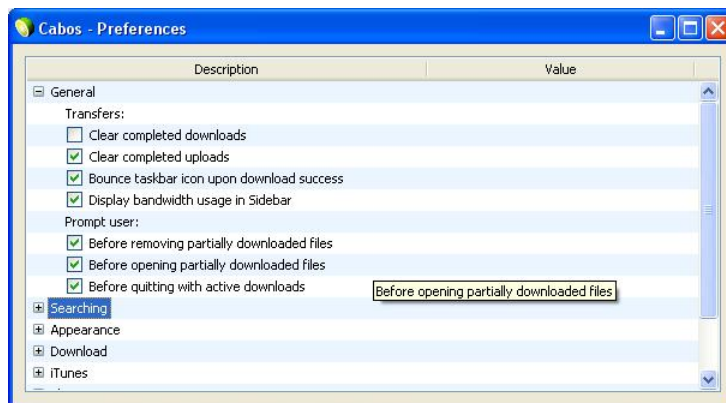 Cabos - Preferences
Description Value
General
Transfers:
Clear completed downloads
Clear completed uploads
Bounce taskbar icon upon download success
Display bandwidth usage in Sidebar
Prompt user:
Before removing partially downloaded files
Before opening partially downloaded files
Before quitting with active downloads
Before opening partially downloaded files
Searching
Appearance
Download
iTunes